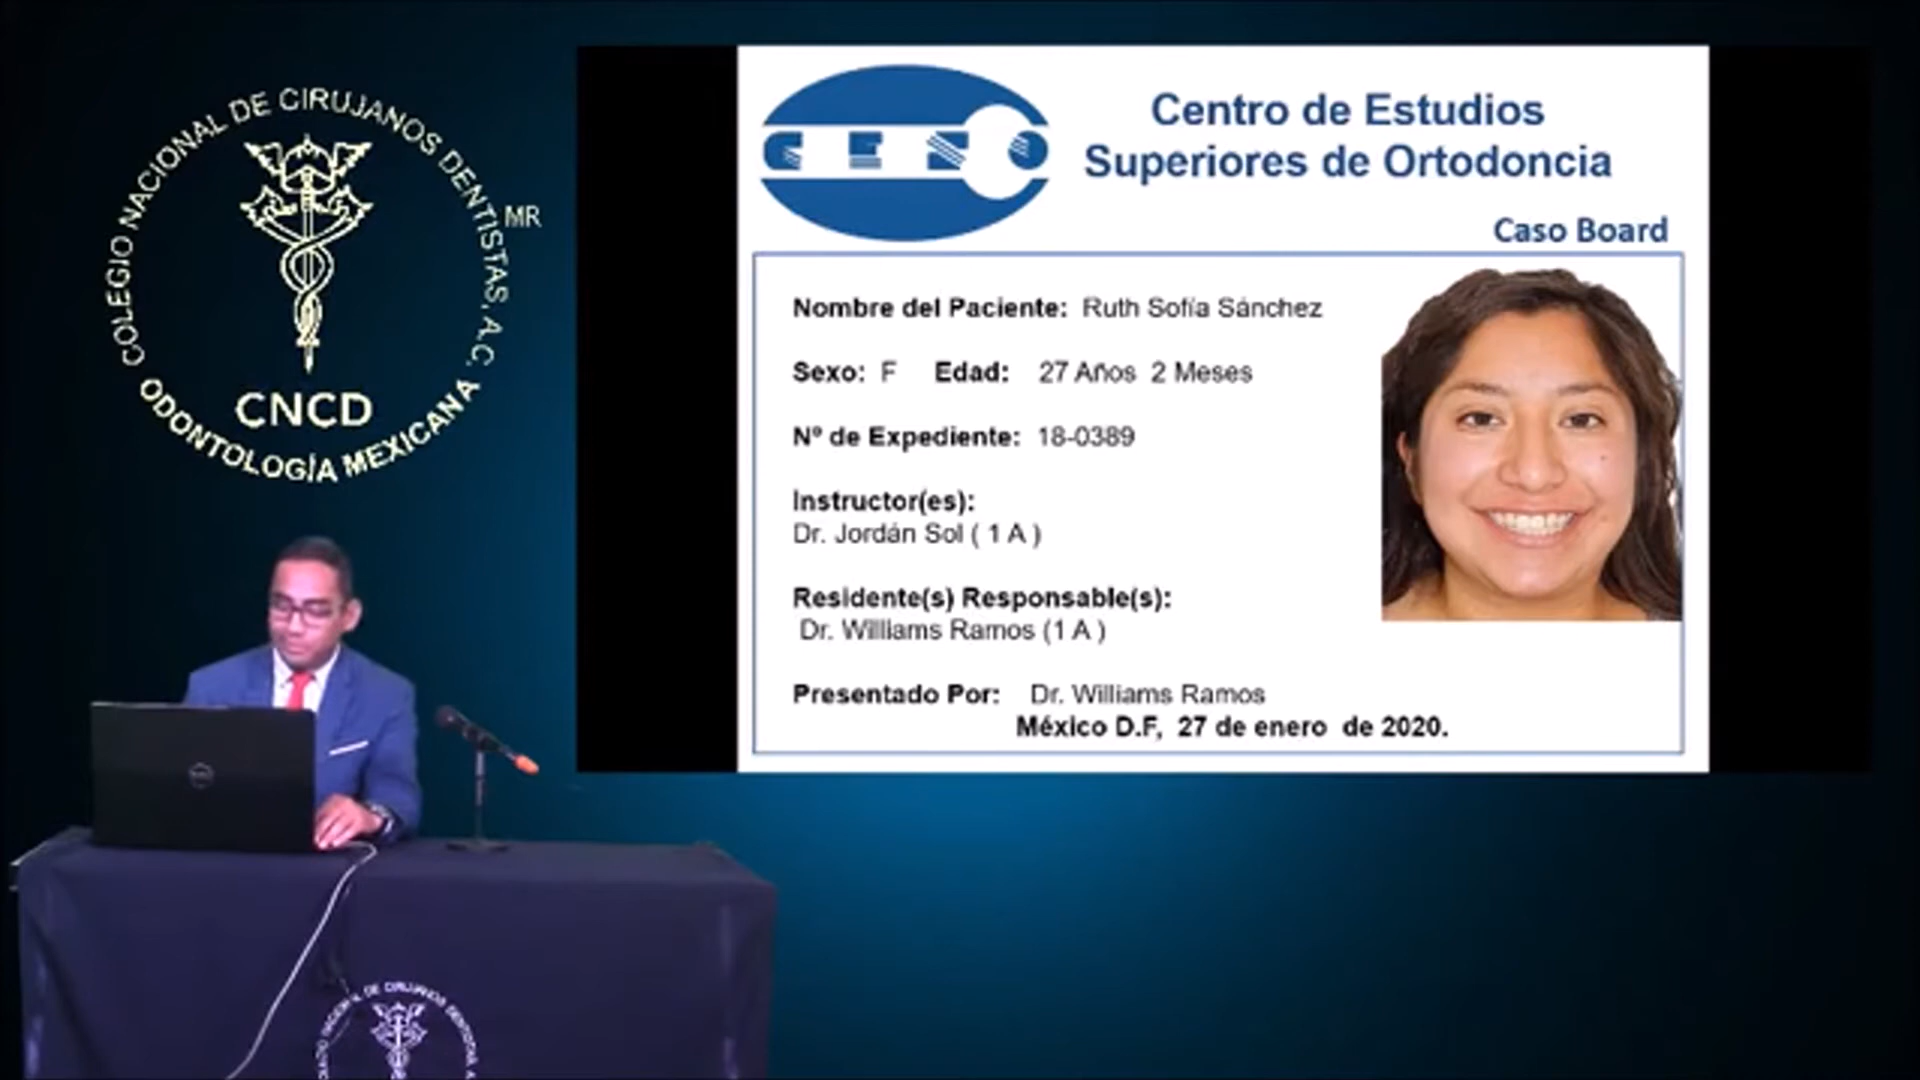 COLEGIO NACIONAL DE CIRUJANOS DENTISTAS, A.C.
MR
CNCD
ODONTOLOGÍA MEXICANA
CESO
Centro de Estudios
Superiores de Ortodoncia
Caso Board
Nombre del Paciente: Ruth Sofía Sánchez
Sexo: F Edad: 27 Años 2 Meses
Nº de Expediente: 18-0389
Instructor(es):
Dr. Jordán Sol ( 1 A )
Residente(s) Responsable(s):
Dr. Williams Ramos (1 A )
Presentado Por: Dr. Williams Ramos
México D.F, 27 de enero de 2020.
DE CIRUJANOS